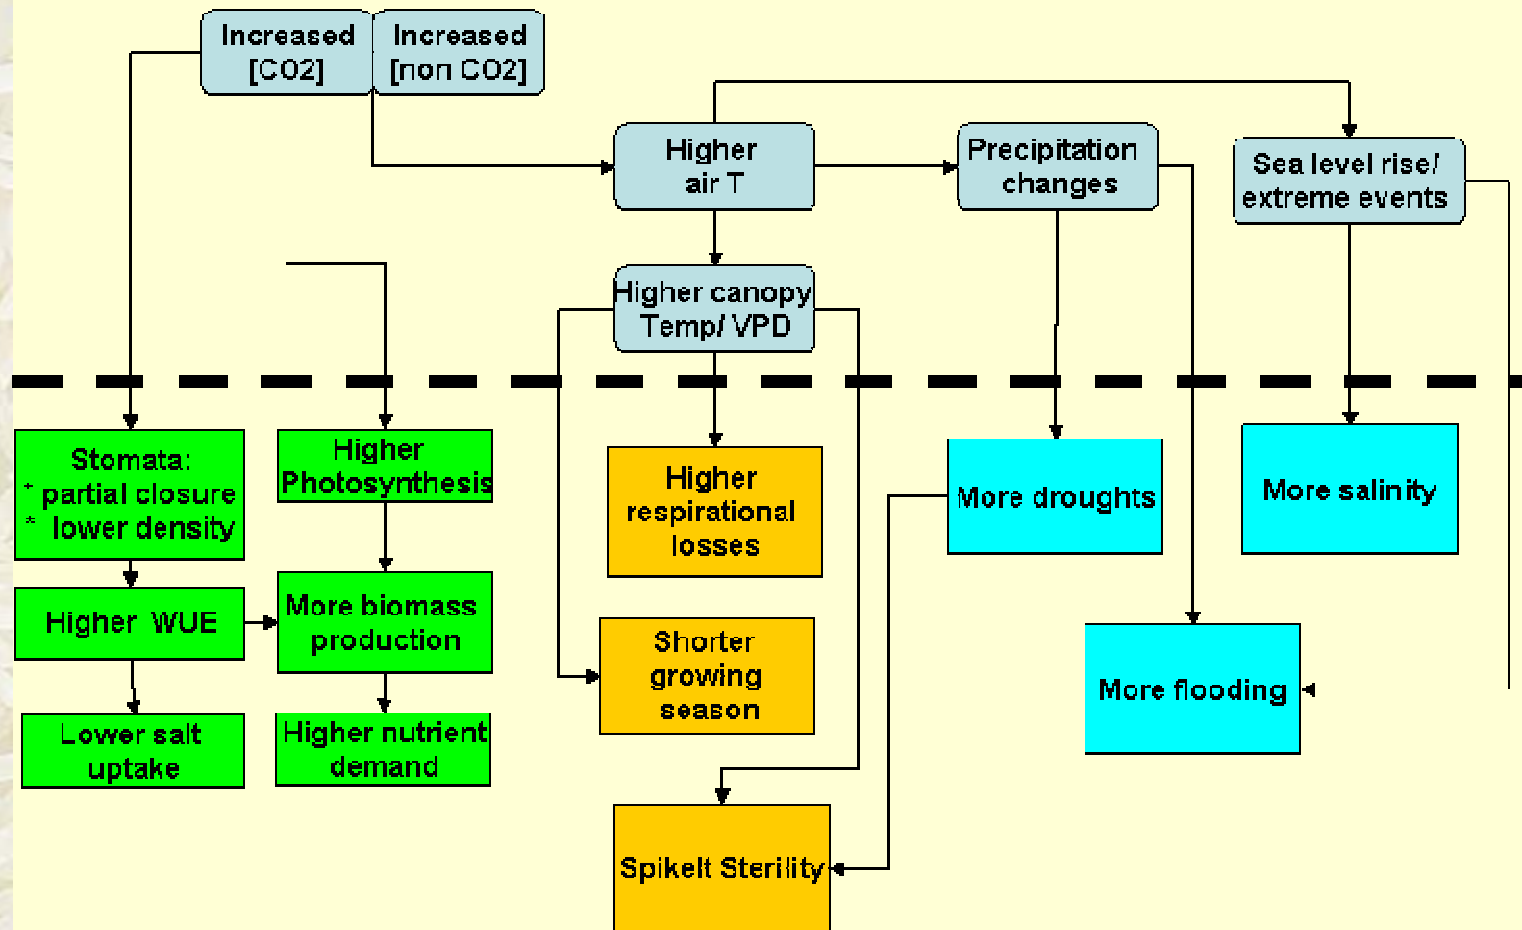 Increased
[CO2]
Increased
[non CO2]
Higher
air T
Precipitation
changes
Sea level rise/
extreme events
Higher canopy
Temp/ VPD
Stomata:
* partial closure
* lower density
Higher
Photosynthesis
Higher
respirational
losses
More droughts
More salinity
Higher WUE
More biomass
production
Shorter
growing
season
More flooding
Lower salt
uptake
Higher nutrient
demand
Spikelt Sterility